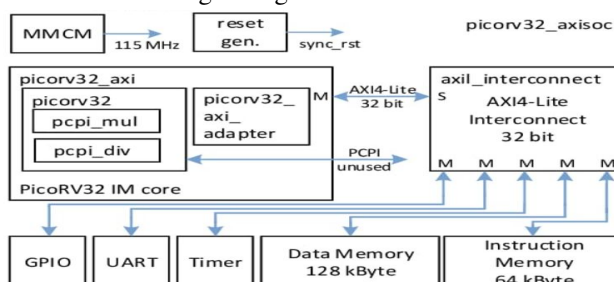 MMCM
115 MHz
reset
gen.
sync_rst
picorv32_axisoc
picorv32_axi
picorv32
pcpi_mul
pcpi_div
picorv32_
axi_
adapter
M
PicoRV32 IM core
AXI4-Lite
32 bit
PCPI
unused
axil_interconnect
S
AXI4-Lite
Interconnect
32 bit
M M M M M
GPIO
UART
Timer
Data Memory
128 kByte
Instruction
Memory
64 kByte